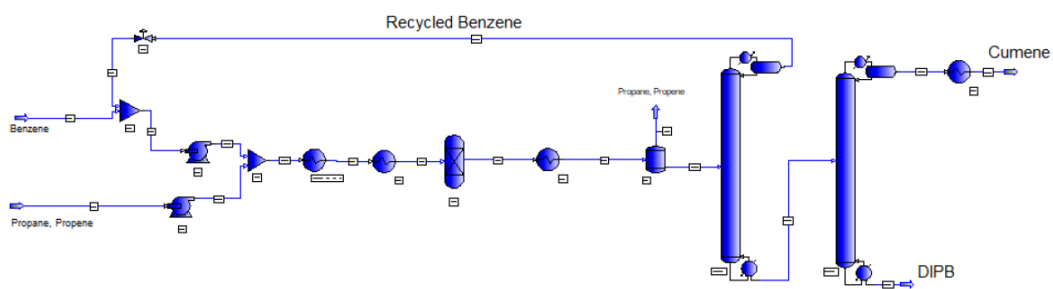 Recycled Benzene
Cumene
Propane, Propene
Benzene
Propane, Propene
DIPB